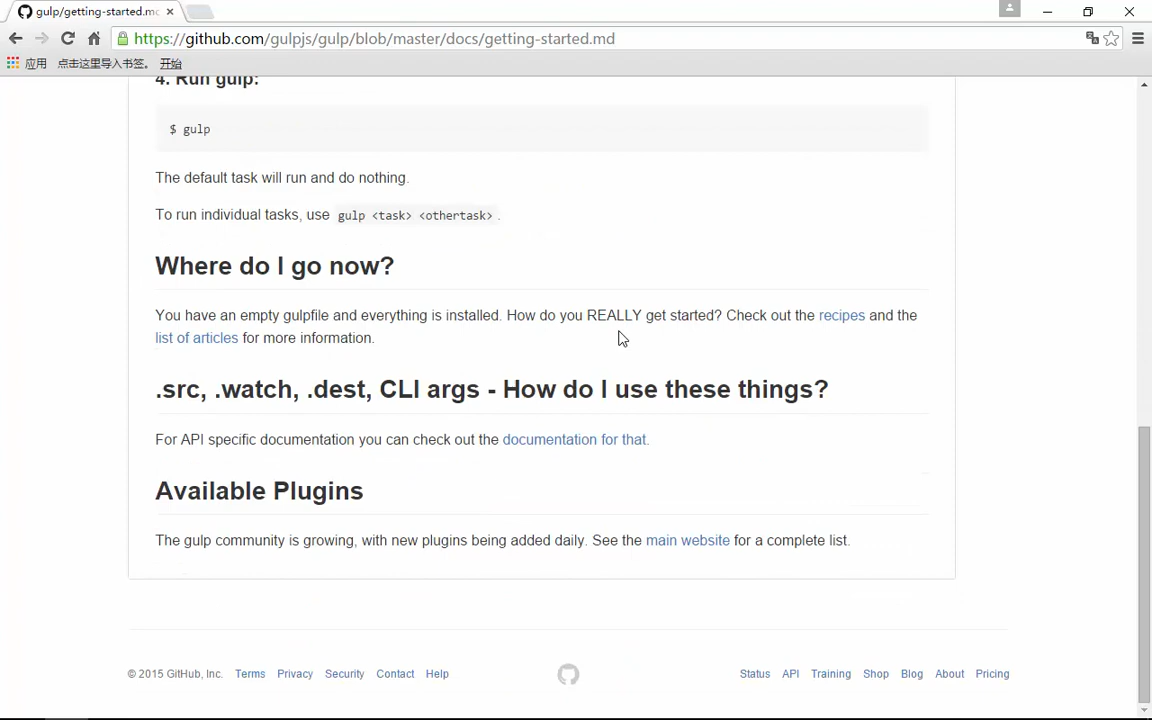 gulp/getting-started.mc
https://github.com/gulpjs/gulp/blob/master/docs/getting-started.md
应用 点击这里导入书签。 开始
4. Run gulp:
$ gulp
The default task will run and do nothing.
To run individual tasks, use gulp <task> <othertask> .
Where do I go now?
You have an empty gulpfile and everything is installed. How do you REALLY get started? Check out the recipes and the
list of articles for more information.
.src, .watch, .dest, CLI args - How do I use these things?
For API specific documentation you can check out the documentation for that.
Available Plugins
The gulp community is growing, with new plugins being added daily. See the main website for a complete list.
© 2015 GitHub, Inc. Terms Privacy Security Contact Help
Status API Training Shop Blog About Pricing